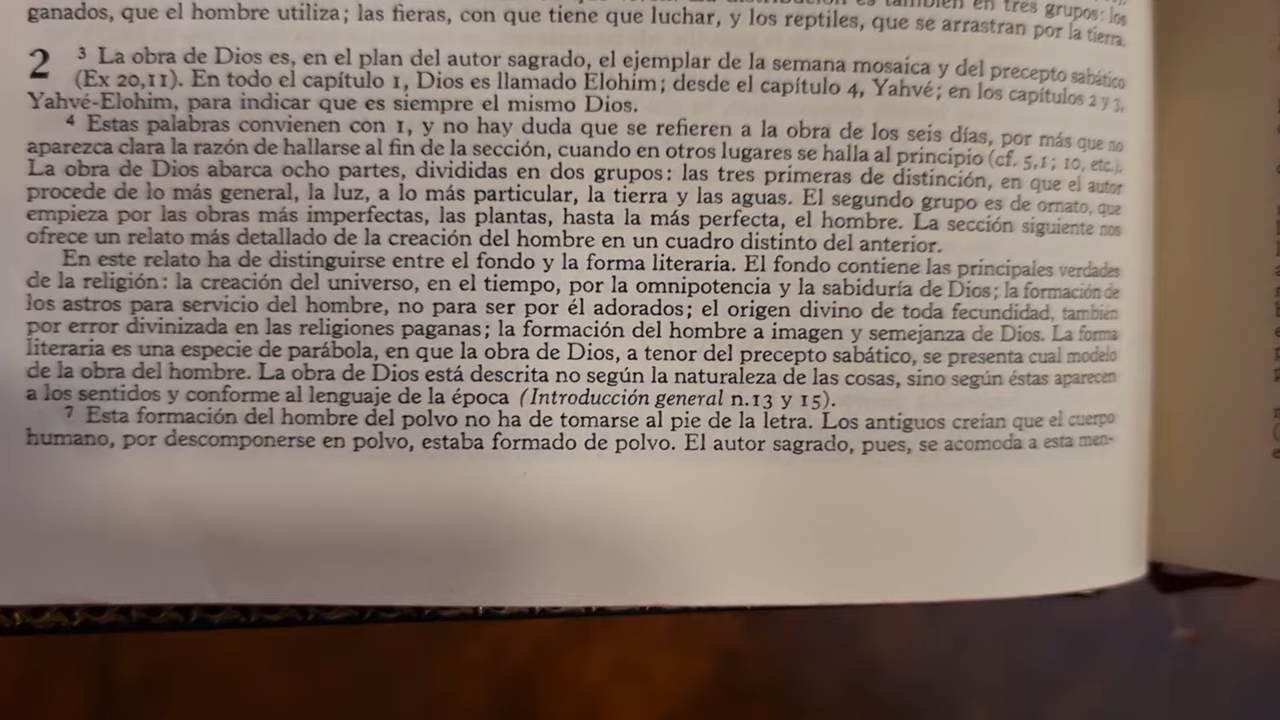 también en tres grupos: los
ganados, que el hombre utiliza; las fieras, con que tiene que luchar, y los reptiles, que se arrastran por la tierra.
2 ³ La obra de Dios es, en el plan del autor sagrado, el ejemplar de la semana mosaica y del precepto sabático
(Ex 20,11). En todo el capítulo 1, Dios es llamado Elohim; desde el capítulo 4, Yahvé; en los capítulos 2 y 3,
Yahvé-Elohim, para indicar que es siempre el mismo Dios.
⁴ Estas palabras convienen con 1, y no hay duda que se refieren a la obra de los seis días, por más que no
aparezca clara la razón de hallarse al fin de la sección, cuando en otros lugares se halla al principio (cf. 5,1; 10, etc.).
La obra de Dios abarca ocho partes, divididas en dos grupos: las tres primeras de distinción, en que el autor
procede de lo más general, la luz, a lo más particular, la tierra y las aguas. El segundo grupo es de ornato, que
empieza por las obras más imperfectas, las plantas, hasta la más perfecta, el hombre. La sección siguiente nos
ofrece un relato más detallado de la creación del hombre en un cuadro distinto del anterior.
En este relato ha de distinguirse entre el fondo y la forma literaria. El fondo contiene las principales verdades
de la religión: la creación del universo, en el tiempo, por la omnipotencia y la sabiduría de Dios; la formación de
los astros para servicio del hombre, no para ser por él adorados; el origen divino de toda fecundidad, también
por error divinizada en las religiones paganas; la formación del hombre a imagen y semejanza de Dios. La forma
literaria es una especie de parábola, en que la obra de Dios, a tenor del precepto sabático, se presenta cual modelo
de la obra del hombre. La obra de Dios está descrita no según la naturaleza de las cosas, sino según éstas aparecen
a los sentidos y conforme al lenguaje de la época (Introducción general n.13 y 15).
⁷ Esta formación del hombre del polvo no ha de tomarse al pie de la letra. Los antiguos creían que el cuerpo
humano, por descomponerse en polvo, estaba formado de polvo. El autor sagrado, pues, se acomoda a esta men-